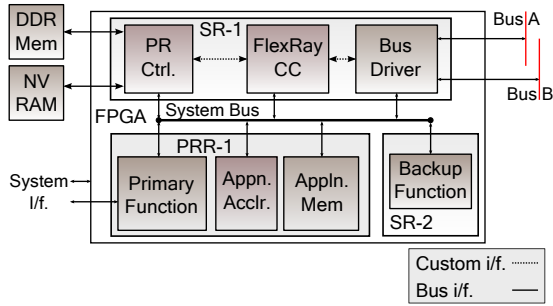 DDR
Mem
SR-1
PR
Ctrl.
FlexRay
CC
Bus
Driver
Bus A
NV
RAM
Bus B
FPGA
System Bus
PRR-1
System
I/f.
Primary
Function
Appn.
Acclr.
Appln.
Mem
Backup
Function
SR-2
Custom i/f.
Bus i/f.